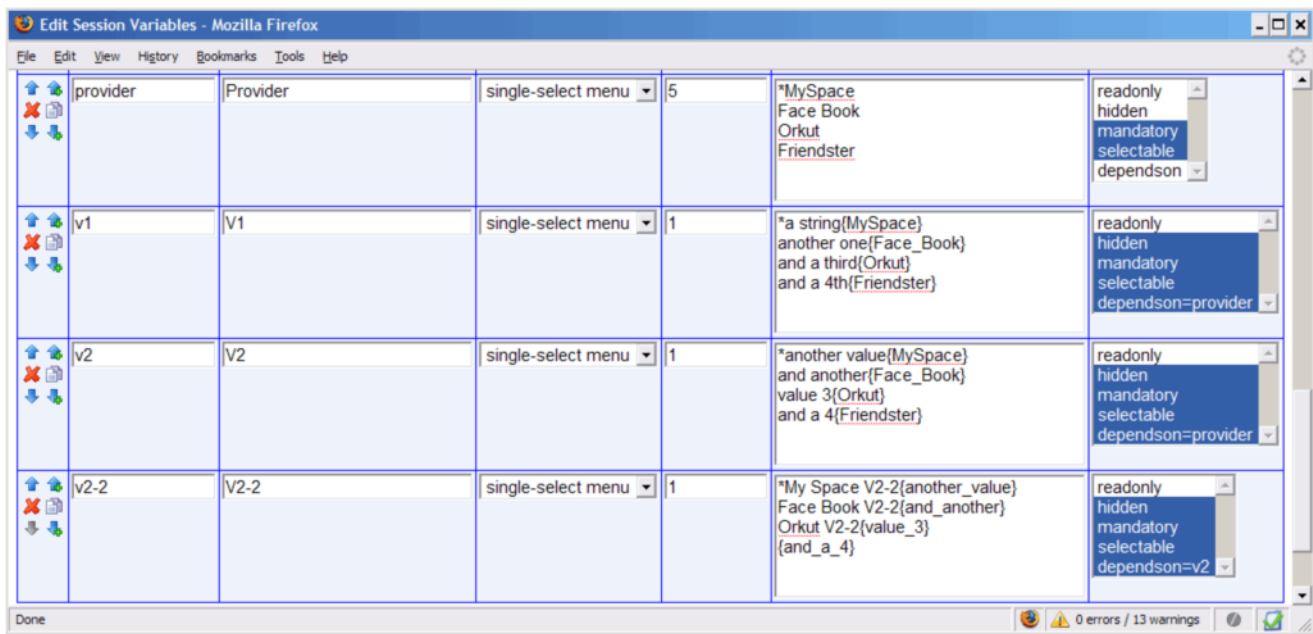 Edit Session Variables - Mozilla Firefox
File Edit View History Bookmarks Tools Help
provider Provider single-select menu 5
*MySpace
Face Book
Orkut
Friendster
readonly
hidden
mandatory
selectable
dependson
v1 V1 single-select menu 1
*a string{MySpace}
another one{Face_Book}
and a third{Orkut}
and a 4th{Friendster}
readonly
hidden
mandatory
selectable
dependson=provider
v2 V2 single-select menu 1
*another value{MySpace}
and another{Face_Book}
value 3{Orkut}
and a 4{Friendster}
readonly
hidden
mandatory
selectable
dependson=provider
v2-2 V2-2 single-select menu 1
*My Space V2-2{another_value}
Face Book V2-2{and_another}
Orkut V2-2{value_3}
{and_a_4}
readonly
hidden
mandatory
selectable
dependson=v2
Done 0 errors / 13 warnings